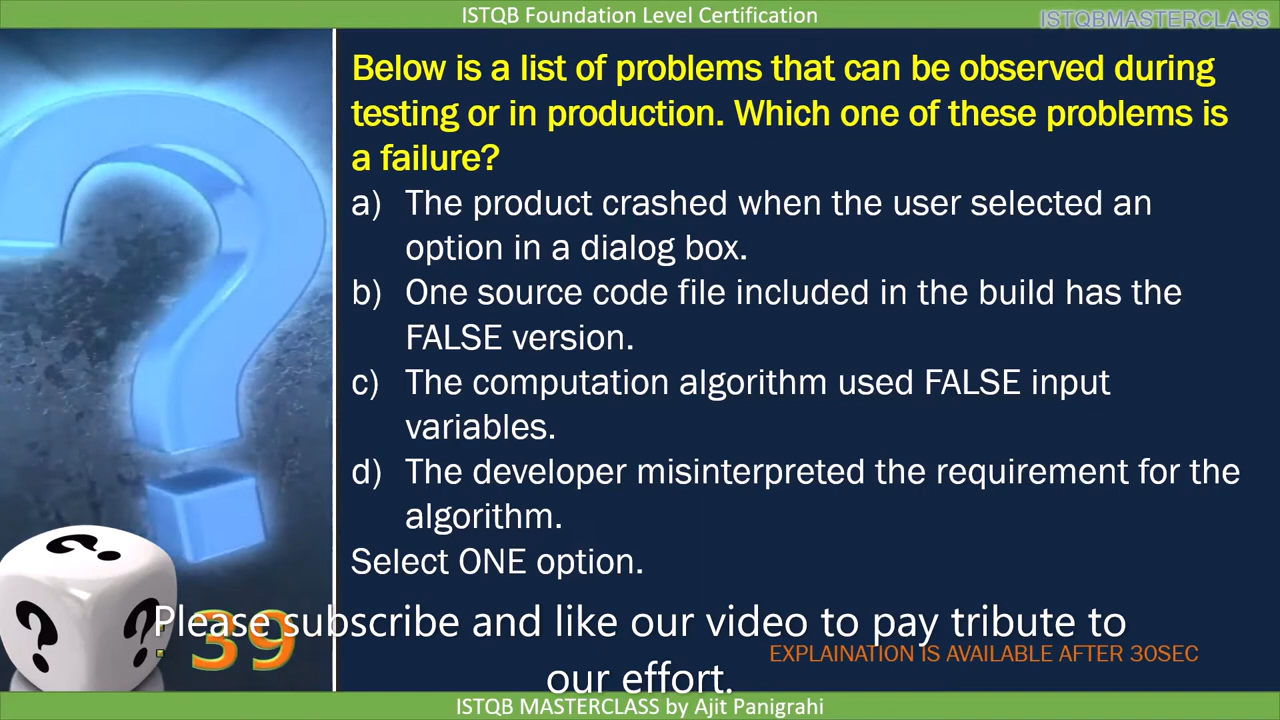 ISTQB Foundation Level Certification
ISTQBMASTERCLASS
Below is a list of problems that can be observed during
testing or in production. Which one of these problems is
a failure?
a) The product crashed when the user selected an
option in a dialog box.
b) One source code file included in the build has the
FALSE version.
c) The computation algorithm used FALSE input
variables.
d) The developer misinterpreted the requirement for the
algorithm.
Select ONE option.
Please subscribe and like our video to pay tribute to
our effort.
: 39
EXPLAINATION IS AVAILABLE AFTER 30SEC
ISTQB MASTERCLASS by Ajit Panigrahi